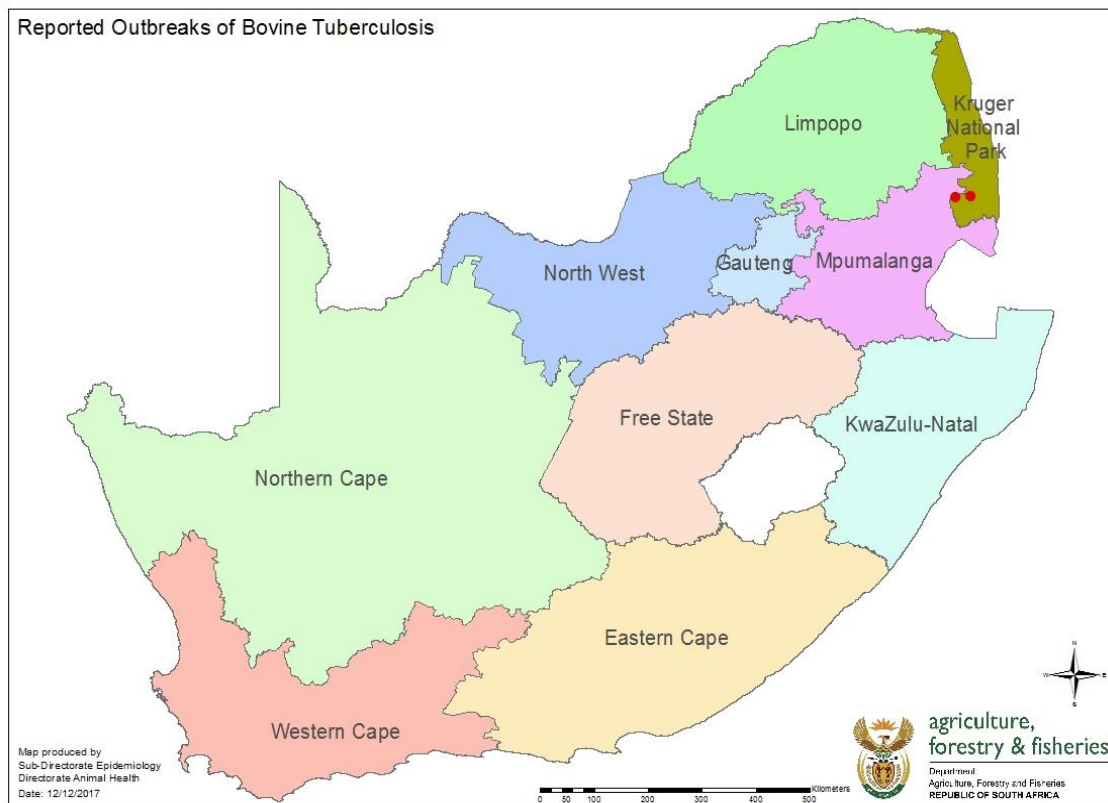 Reported Outbreaks of Bovine Tuberculosis
Limpopo
Kruger
National
Park
North West
Gauteng
Mpumalanga
Free State
KwaZulu-Natal
Northern Cape
Eastern Cape
Western Cape
N
W
E
S
Map produced by
Sub-Directorate Epidemiology
Directorate Animal Health
Date: 12/12/2017
Kilometers
0 50 100 200 300 400 500
agriculture,
forestry & fisheries
Department:
Agriculture, Forestry and Fisheries
REPUBLIC OF SOUTH AFRICA